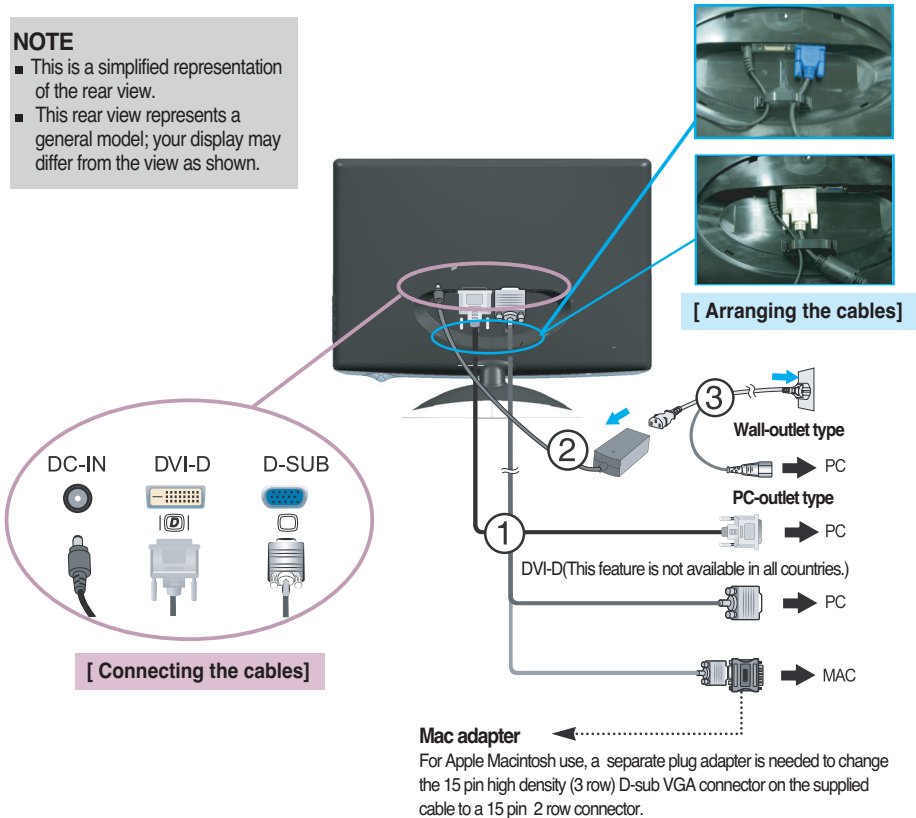 NOTE
■ This is a simplified representation
of the rear view.
■ This rear view represents a
general model; your display may
differ from the view as shown.
[ Arranging the cables]
3
Wall-outlet type
2
PC
PC-outlet type
DC-IN
DVI-D
D-SUB
D
1
PC
DVI-D(This feature is not available in all countries.)
PC
[ Connecting the cables]
MAC
Mac adapter
For Apple Macintosh use, a separate plug adapter is needed to change
the 15 pin high density (3 row) D-sub VGA connector on the supplied
cable to a 15 pin 2 row connector.